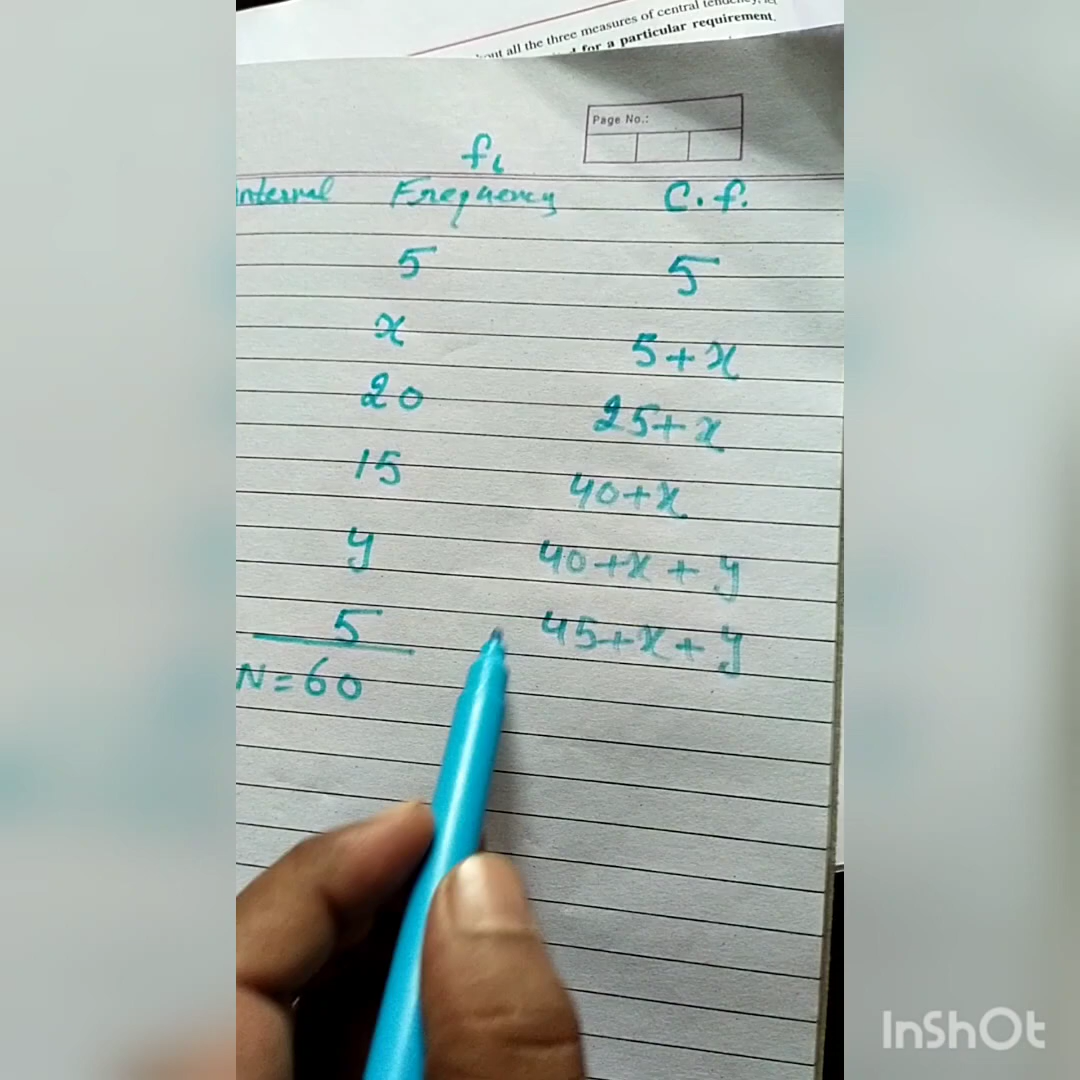 out all the three measures of central tendency,
for a particular requirement.
Page No.:
fi
Interval Frequency C.f.
5 5
x 5+x
20 25+x
15 40+x
y 40+x+y
5 45+x+y
N=60
InShOt